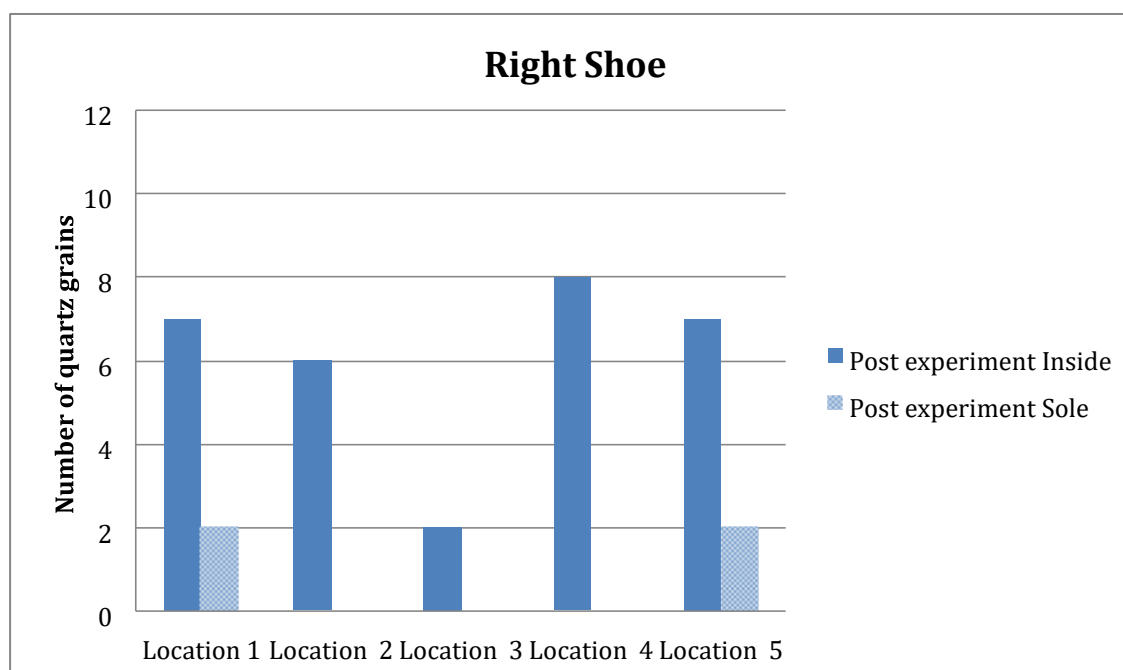 Right Shoe
Number of quartz grains
12
10
8
6
4
2
0
Location 1 Location 2 Location 3 Location 4 Location 5
Post experiment Inside
Post experiment Sole